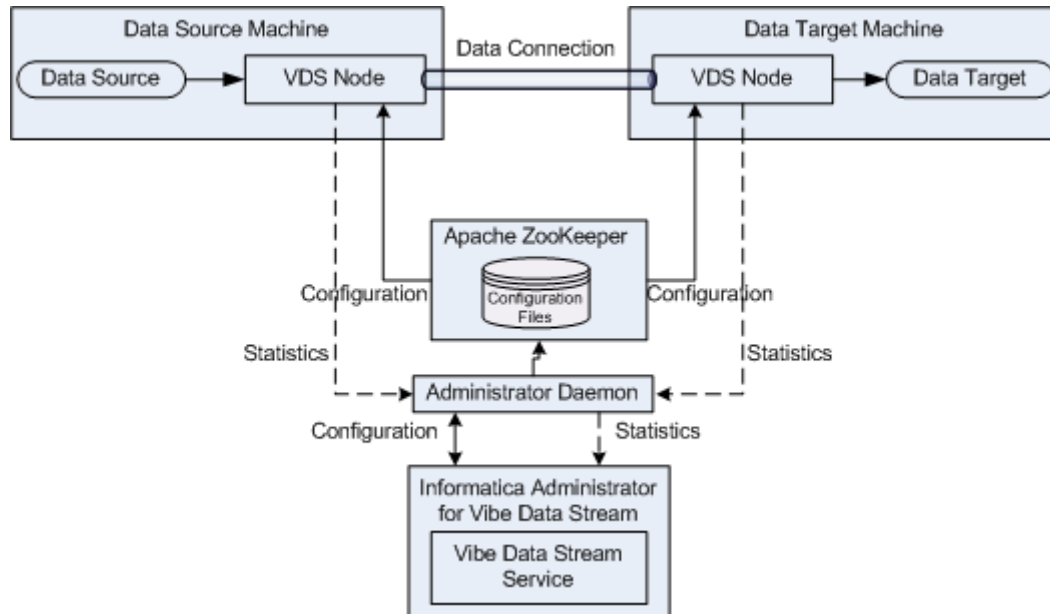 Data Source Machine
Data Connection
Data Target Machine
Data Source
VDS Node
VDS Node
Data Target
Apache ZooKeeper
Configuration
Files
Configuration
Configuration
Statistics
Statistics
Administrator Daemon
Configuration
Statistics
Informatica Administrator
for Vibe Data Stream
Vibe Data Stream
Service